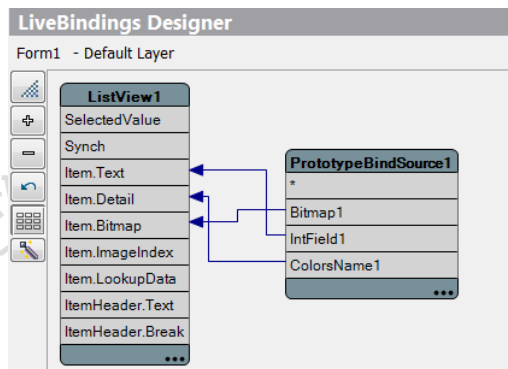 LiveBindings Designer
Form1 - Default Layer
ListView1
SelectedValue
Synch
Item.Text
Item.Detail
Item.Bitmap
Item.ImageIndex
Item.LookupData
ItemHeader.Text
ItemHeader.Break
PrototypeBindSource1
*
Bitmap1
IntField1
ColorsName1